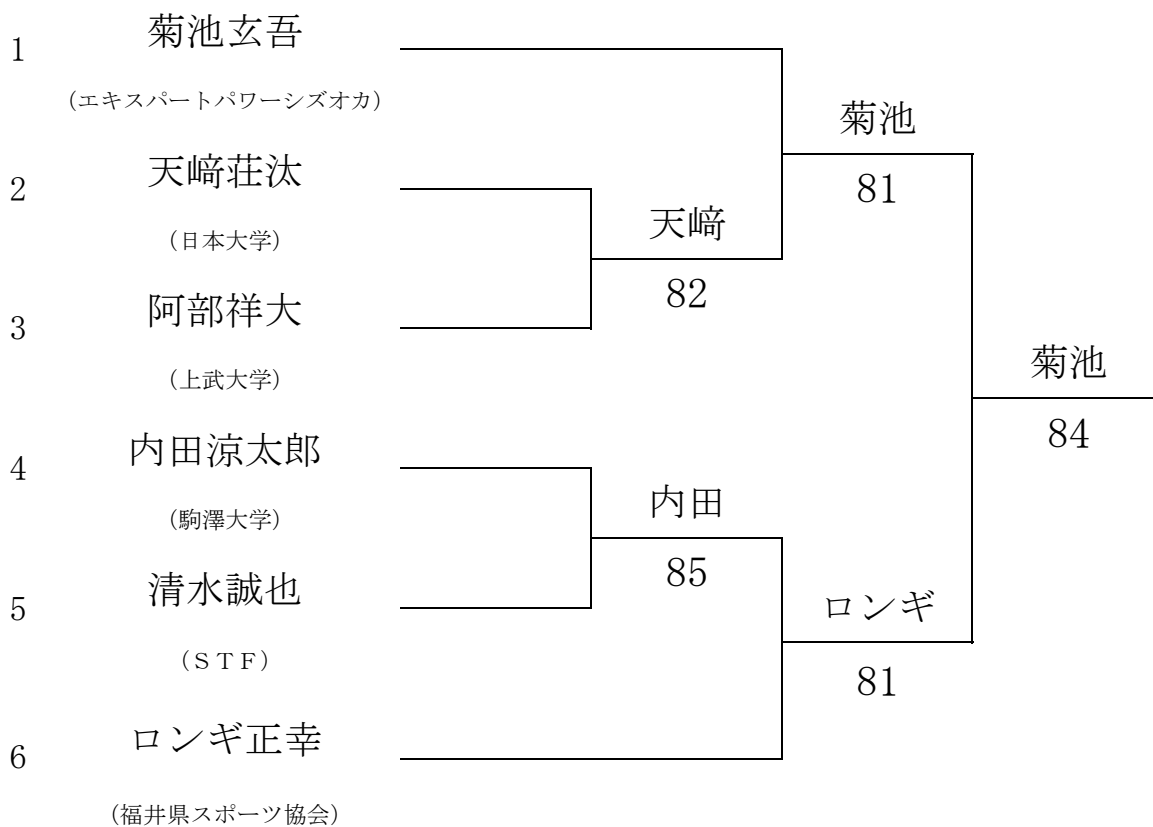 1 菊池玄吾
(エキスパートパワーシズオカ)
菊池
81
2 天﨑荘汰
(日本大学)
天﨑
82
3 阿部祥大
(上武大学)
菊池
84
4 内田涼太郎
(駒澤大学)
内田
85
5 清水誠也
(STF)
ロンギ
81
6 ロンギ正幸
(福井県スポーツ協会)